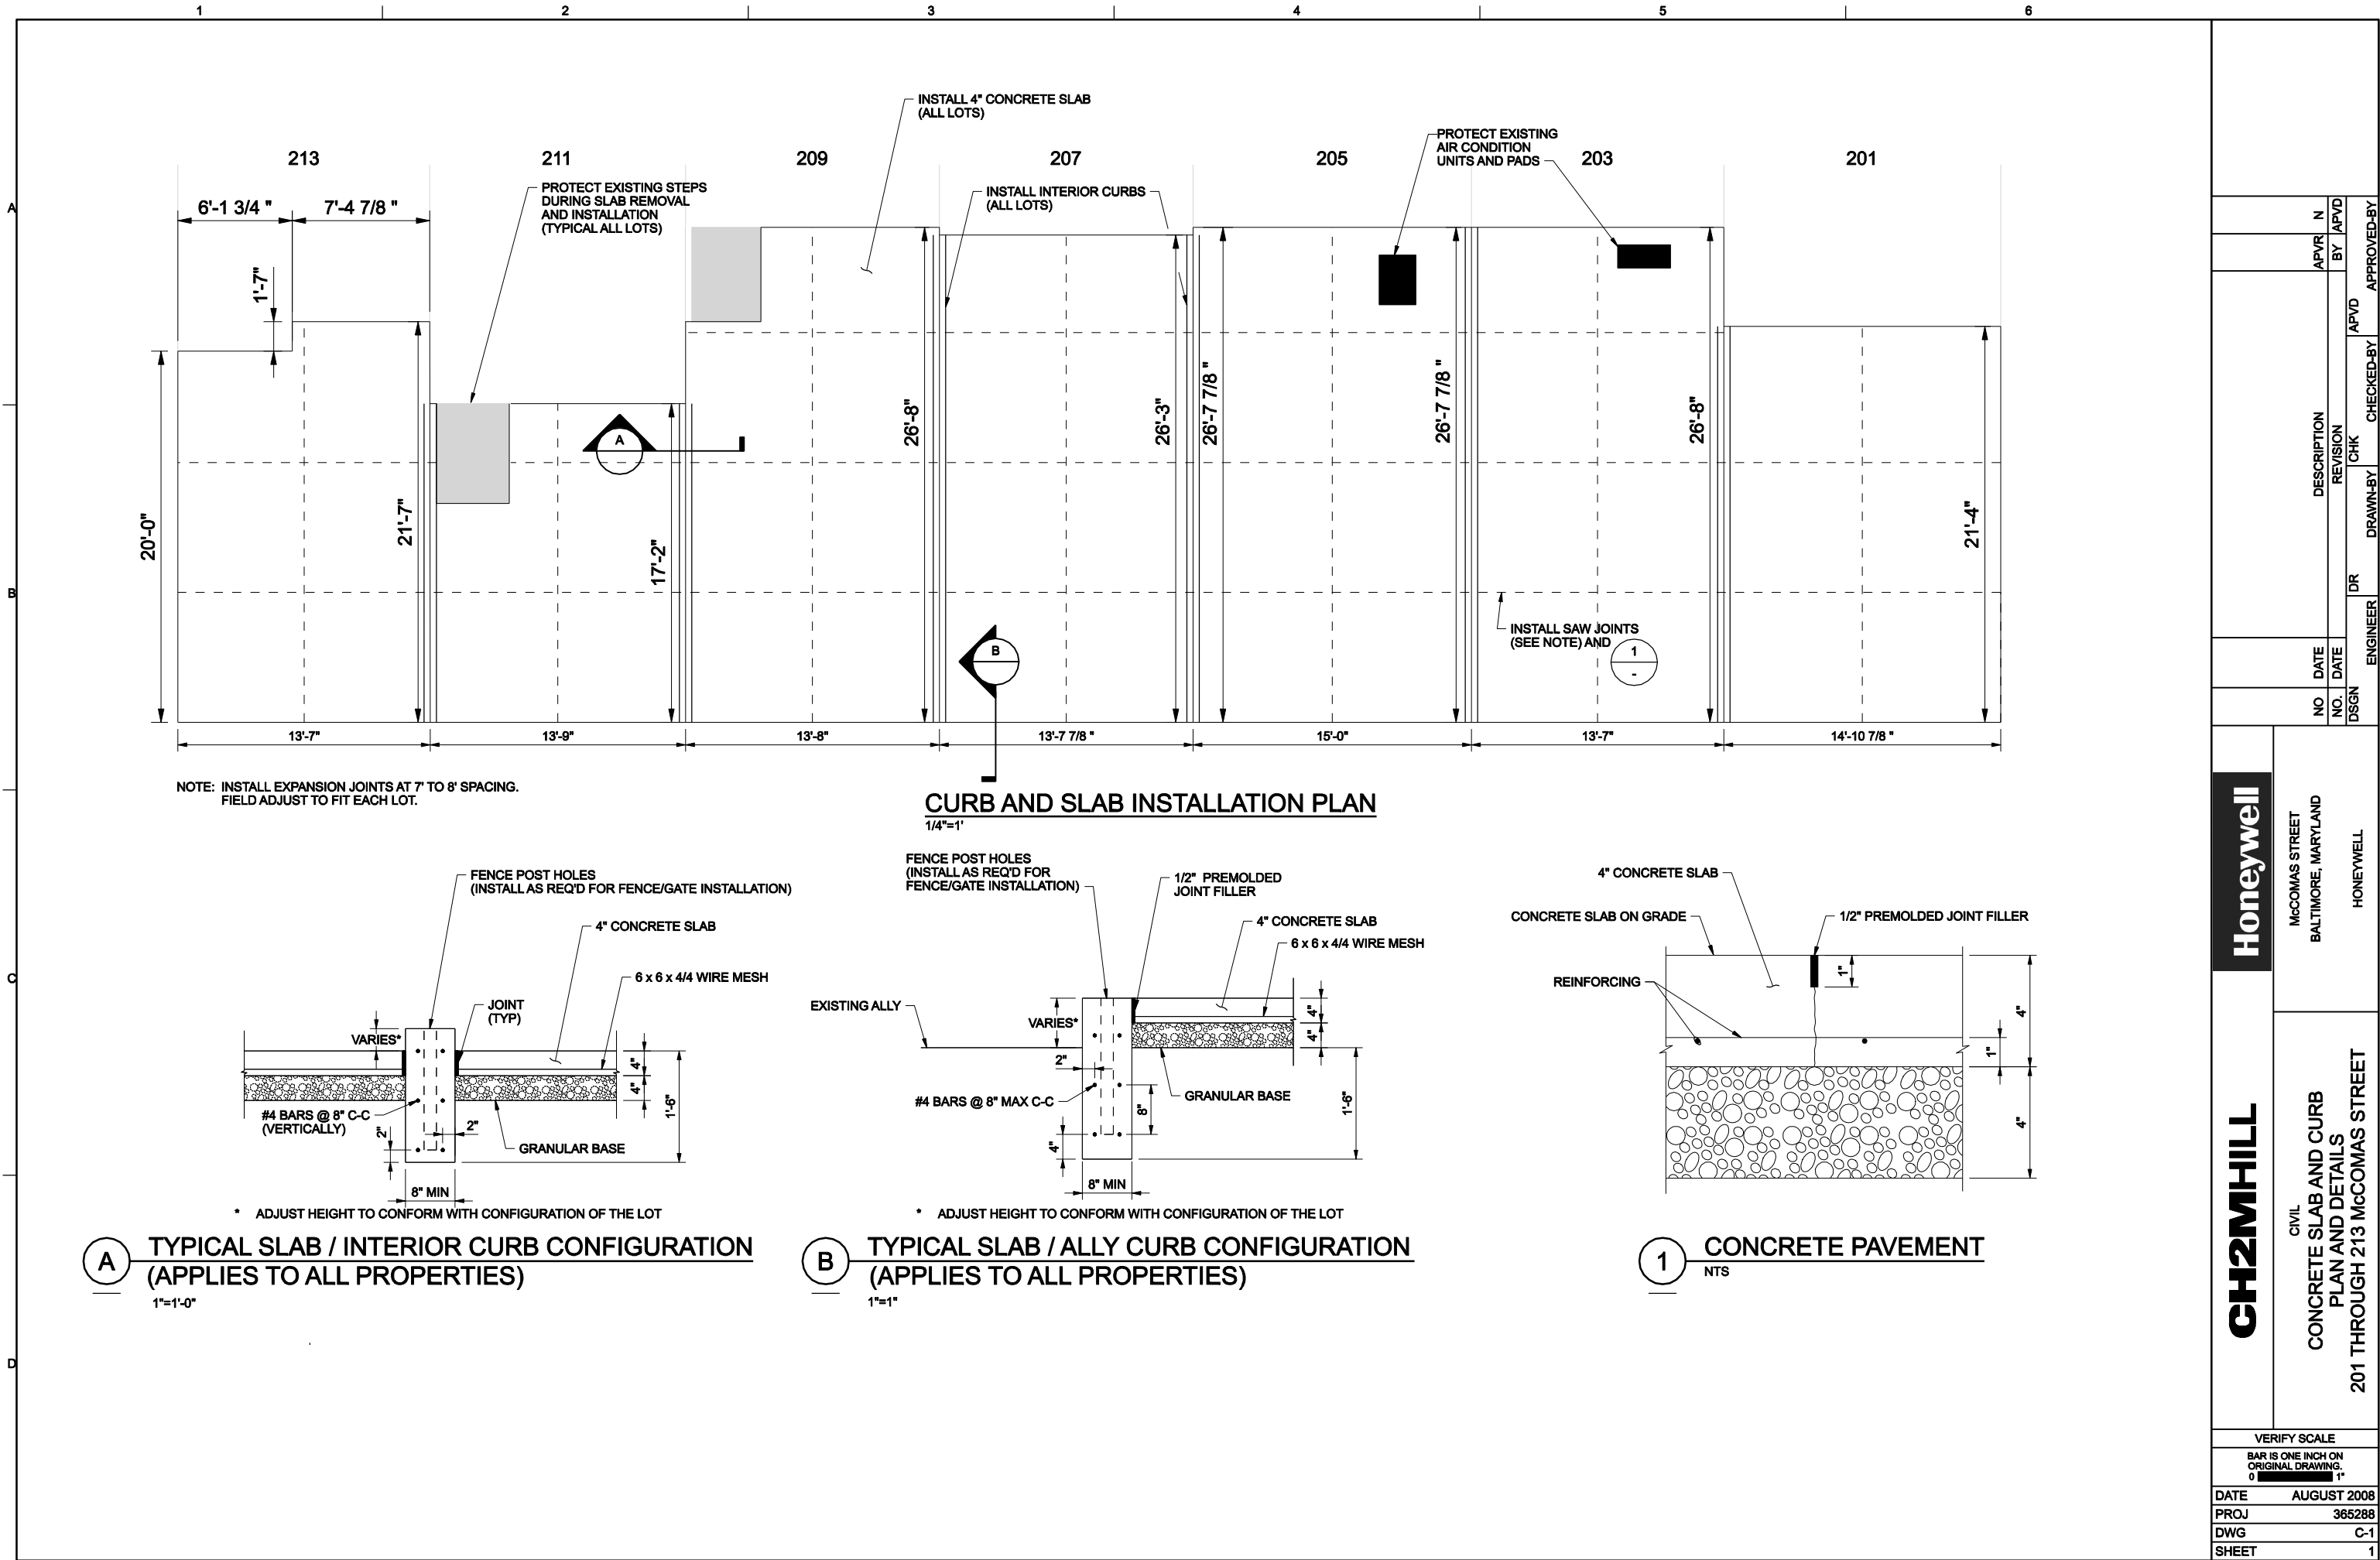 1 2 3 4 5 6
A
B
C
D
INSTALL 4" CONCRETE SLAB
(ALL LOTS)
213 211 209 207 205 203 201
PROTECT EXISTING
AIR CONDITION
UNITS AND PADS
PROTECT EXISTING STEPS
DURING SLAB REMOVAL
AND INSTALLATION
(TYPICAL ALL LOTS)
INSTALL INTERIOR CURBS
(ALL LOTS)
6'-1 3/4 " 7'-4 7/8 "
1'-7"
20'-0"
21'-7"
17'-2"
26'-8"
26'-3"
26'-7 7/8 "
26'-7 7/8 "
26'-8"
21'-4"
A
B
INSTALL SAW JOINTS
(SEE NOTE) AND
1
-
13'-7" 13'-9" 13'-8" 13'-7 7/8 " 15'-0" 13'-7" 14'-10 7/8 "
NOTE: INSTALL EXPANSION JOINTS AT 7' TO 8' SPACING.
FIELD ADJUST TO FIT EACH LOT.
CURB AND SLAB INSTALLATION PLAN
1/4"=1'
FENCE POST HOLES
(INSTALL AS REQ'D FOR FENCE/GATE INSTALLATION)
4" CONCRETE SLAB
6 x 6 x 4/4 WIRE MESH
JOINT
(TYP)
VARIES*
4"
4"
1'-6"
#4 BARS @ 8" C-C
(VERTICALLY)
2"
2"
GRANULAR BASE
8" MIN
* ADJUST HEIGHT TO CONFORM WITH CONFIGURATION OF THE LOT
A
TYPICAL SLAB / INTERIOR CURB CONFIGURATION
(APPLIES TO ALL PROPERTIES)
1"=1'-0"
FENCE POST HOLES
(INSTALL AS REQ'D FOR
FENCE/GATE INSTALLATION)
1/2" PREMOLDED
JOINT FILLER
4" CONCRETE SLAB
6 x 6 x 4/4 WIRE MESH
EXISTING ALLY
VARIES*
4"
4"
2"
#4 BARS @ 8" MAX C-C
8"
4"
1'-6"
GRANULAR BASE
8" MIN
* ADJUST HEIGHT TO CONFORM WITH CONFIGURATION OF THE LOT
B
TYPICAL SLAB / ALLY CURB CONFIGURATION
(APPLIES TO ALL PROPERTIES)
1"=1"
4" CONCRETE SLAB
CONCRETE SLAB ON GRADE
1/2" PREMOLDED JOINT FILLER
REINFORCING
1"
4"
1"
4"
1
CONCRETE PAVEMENT
NTS
NO DATE DESCRIPTION APVR N
NO. DATE REVISION BY APVD
DSGN DR CHK APVD
ENGINEER DRAWN-BY CHECKED-BY APPROVED-BY
Honeywell
McCOMAS STREET
BALTIMORE, MARYLAND
HONEYWELL
CH2MHILL
CIVIL
CONCRETE SLAB AND CURB
PLAN AND DETAILS
201 THROUGH 213 McCOMAS STREET
VERIFY SCALE
BAR IS ONE INCH ON
ORIGINAL DRAWING.
0 1"
DATE AUGUST 2008
PROJ 365288
DWG C-1
SHEET 1